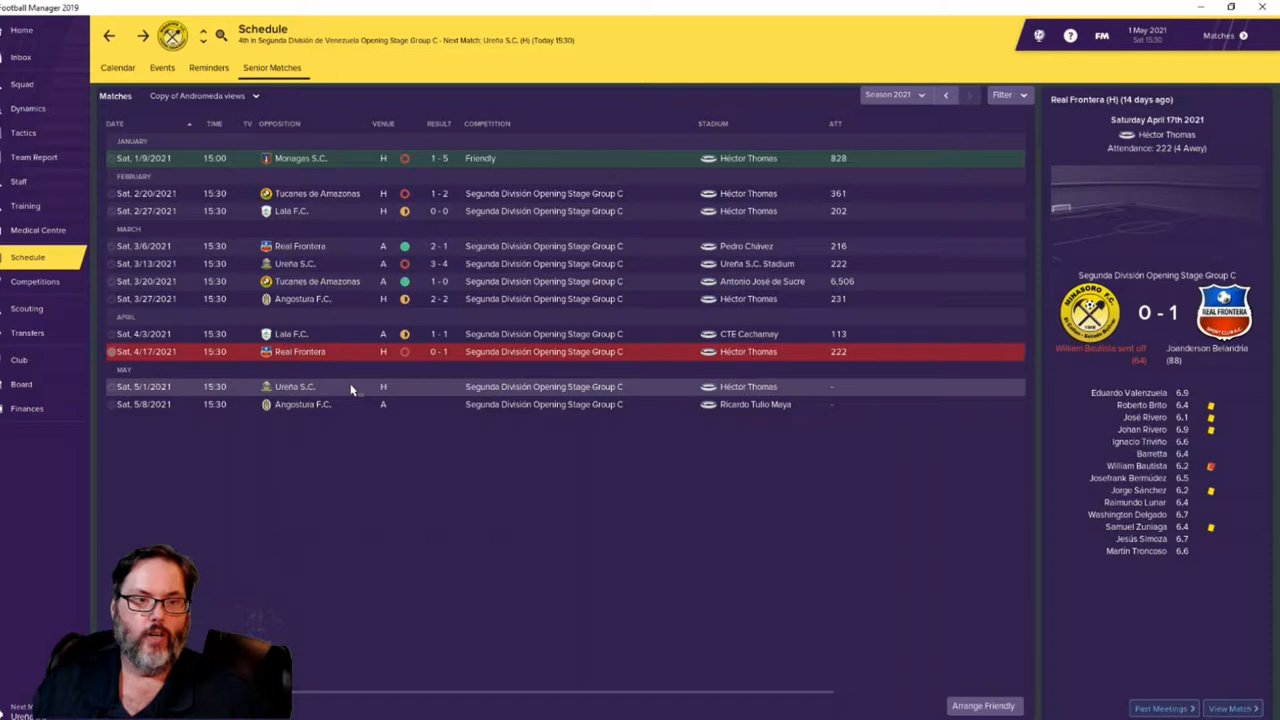 Football Manager 2019
Schedule
4th in Segunda División de Venezuela Opening Stage Group C - Next Match: Ureña S.C. (H) (Today 15:30)
1 May 2021
Sat 15:30
FM
Matches
Home
Inbox
Squad
Dynamics
Tactics
Team Report
Staff
Training
Medical Centre
Schedule
Competitions
Scouting
Transfers
Club
Board
Finances
Calendar Events Reminders Senior Matches
Matches Copy of Andromeda views Season 2021 Filter
DATE TIME TV OPPOSITION VENUE RESULT COMPETITION STADIUM ATT
JANUARY
Sat, 1/9/2021 15:00 Monagas S.C. H 1 - 5 Friendly Héctor Thomas 828
FEBRUARY
Sat, 2/20/2021 15:30 Tucanes de Amazonas H 1 - 2 Segunda División Opening Stage Group C Héctor Thomas 361
Sat, 2/27/2021 15:30 Lala F.C. H 0 - 0 Segunda División Opening Stage Group C Héctor Thomas 202
MARCH
Sat, 3/6/2021 15:30 Real Frontera A 2 - 1 Segunda División Opening Stage Group C Pedro Chávez 216
Sat, 3/13/2021 15:30 Ureña S.C. A 3 - 4 Segunda División Opening Stage Group C Ureña S.C. Stadium 222
Sat, 3/20/2021 15:30 Tucanes de Amazonas A 1 - 0 Segunda División Opening Stage Group C Antonio José de Sucre 6,506
Sat, 3/27/2021 15:30 Angostura F.C. H 2 - 2 Segunda División Opening Stage Group C Héctor Thomas 231
APRIL
Sat, 4/3/2021 15:30 Lala F.C. A 1 - 1 Segunda División Opening Stage Group C CTE Cachamay 113
Sat, 4/17/2021 15:30 Real Frontera H 0 - 1 Segunda División Opening Stage Group C Héctor Thomas 222
MAY
Sat, 5/1/2021 15:30 Ureña S.C. H Segunda División Opening Stage Group C Héctor Thomas -
Sat, 5/8/2021 15:30 Angostura F.C. A Segunda División Opening Stage Group C Ricardo Tulio Maya -
Arrange Friendly
Real Frontera (H) (14 days ago)
Saturday April 17th 2021
Héctor Thomas
Attendance: 222 (4 Away)
Segunda División Opening Stage Group C
MINASORO F.C.
0 - 1
REAL FRONTERA
William Bautista sent off
(64)
Joanderson Belandria
(88)
Eduardo Valenzuela 6.9
Roberto Brito 6.4
José Rivero 6.1
Johan Rivero 6.9
Ignacio Triviño 6.6
Barretta 6.4
William Bautista 6.2
Josefrank Bermúdez 6.5
Jorge Sánchez 6.2
Raimundo Lunar 6.4
Washington Delgado 6.7
Samuel Zuniaga 6.4
Jesús Simoza 6.7
Martín Troncoso 6.6
Past Meetings View Match